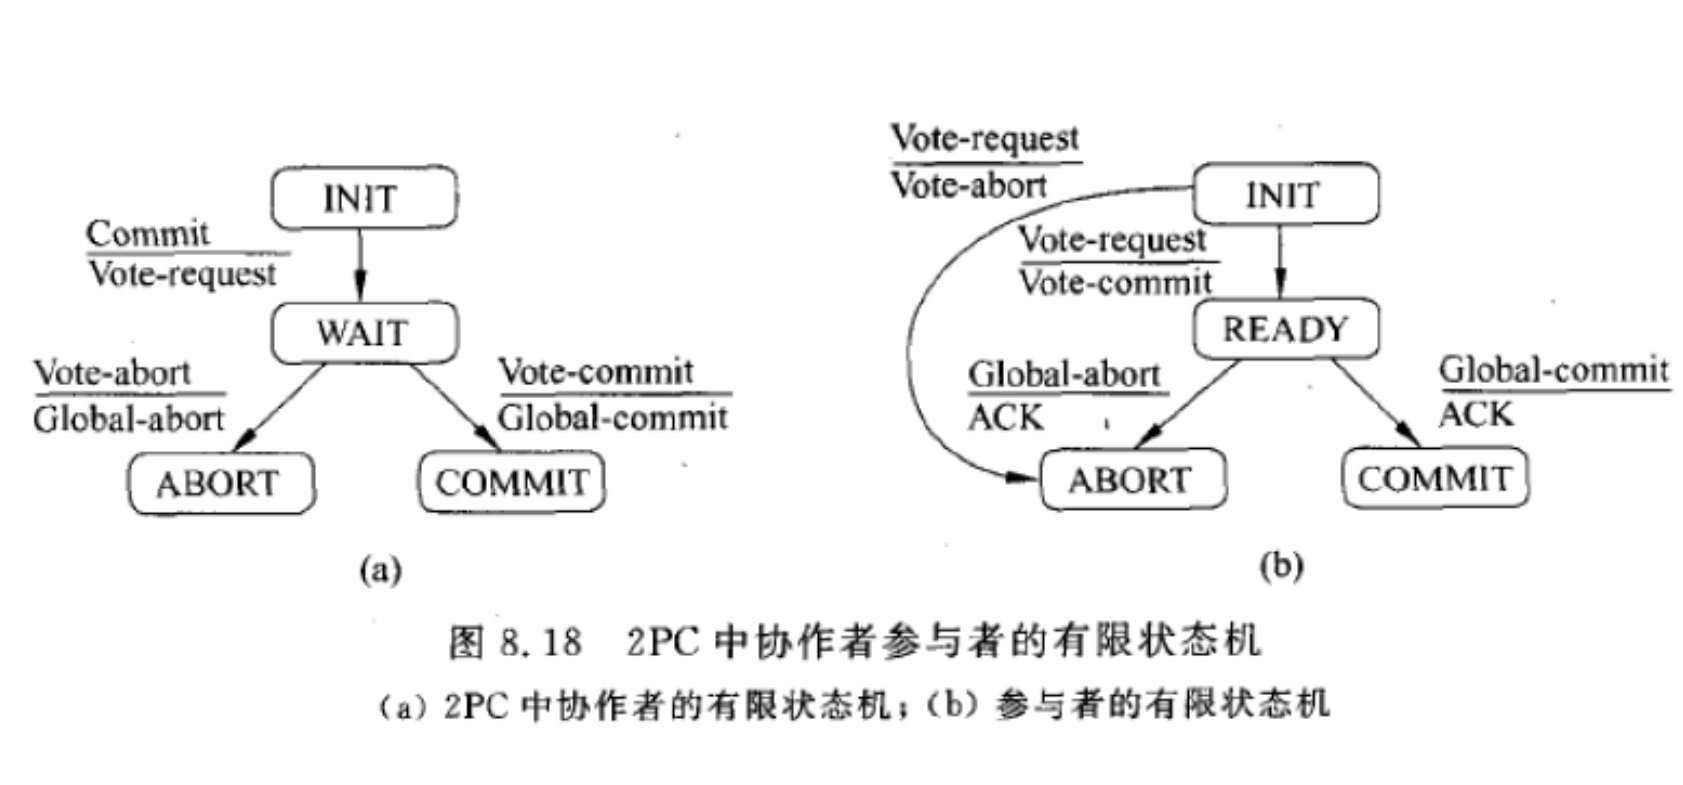 INIT
Commit
Vote-request
WAIT
Vote-abort
Global-abort
Vote-commit
Global-commit
ABORT
COMMIT
(a)
Vote-request
Vote-abort
INIT
Vote-request
Vote-commit
READY
Global-abort
ACK
Global-commit
ACK
ABORT
COMMIT
(b)
图 8.18 2PC 中协作者参与者的有限状态机
(a) 2PC 中协作者的有限状态机；(b) 参与者的有限状态机